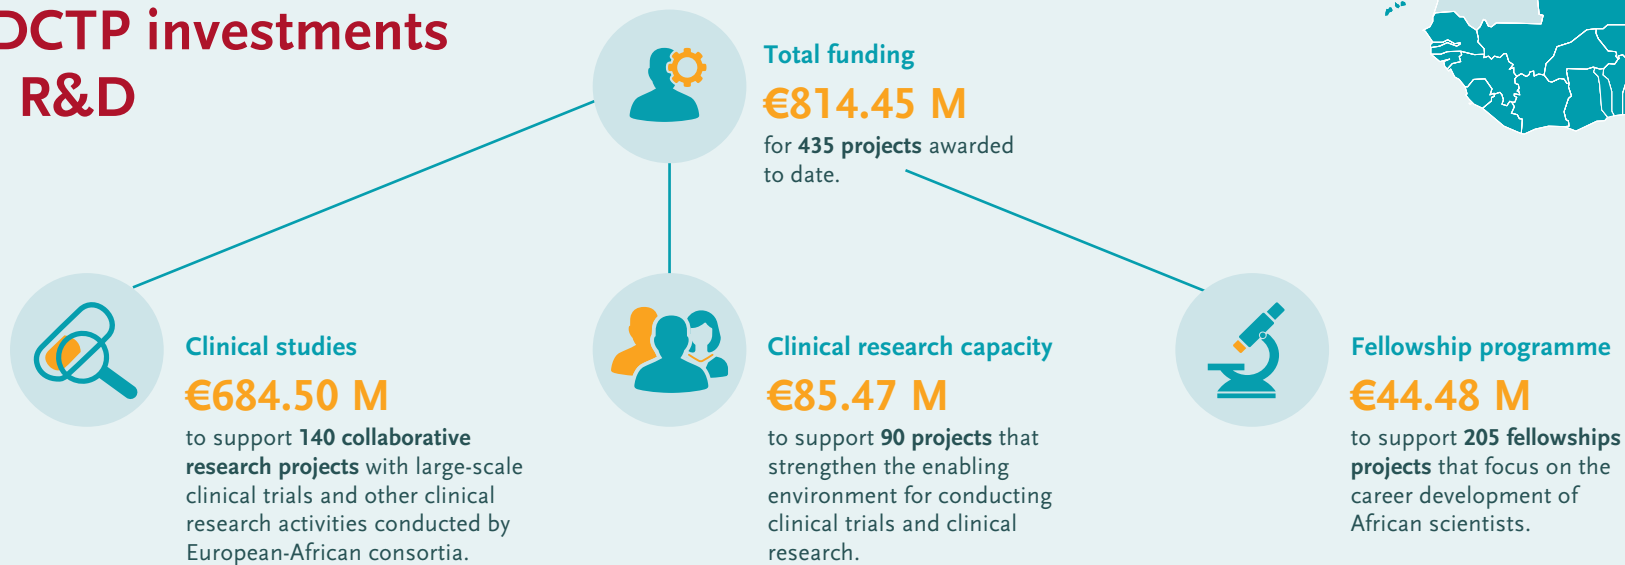 DCTP investments
R&D
Total funding
€814.45 M
for 435 projects awarded
to date.
Clinical studies
€684.50 M
to support 140 collaborative
research projects with large-scale
clinical trials and other clinical
research activities conducted by
European-African consortia.
Clinical research capacity
€85.47 M
to support 90 projects that
strengthen the enabling
environment for conducting
clinical trials and clinical
research.
Fellowship programme
€44.48 M
to support 205 fellowships
projects that focus on the
career development of
African scientists.